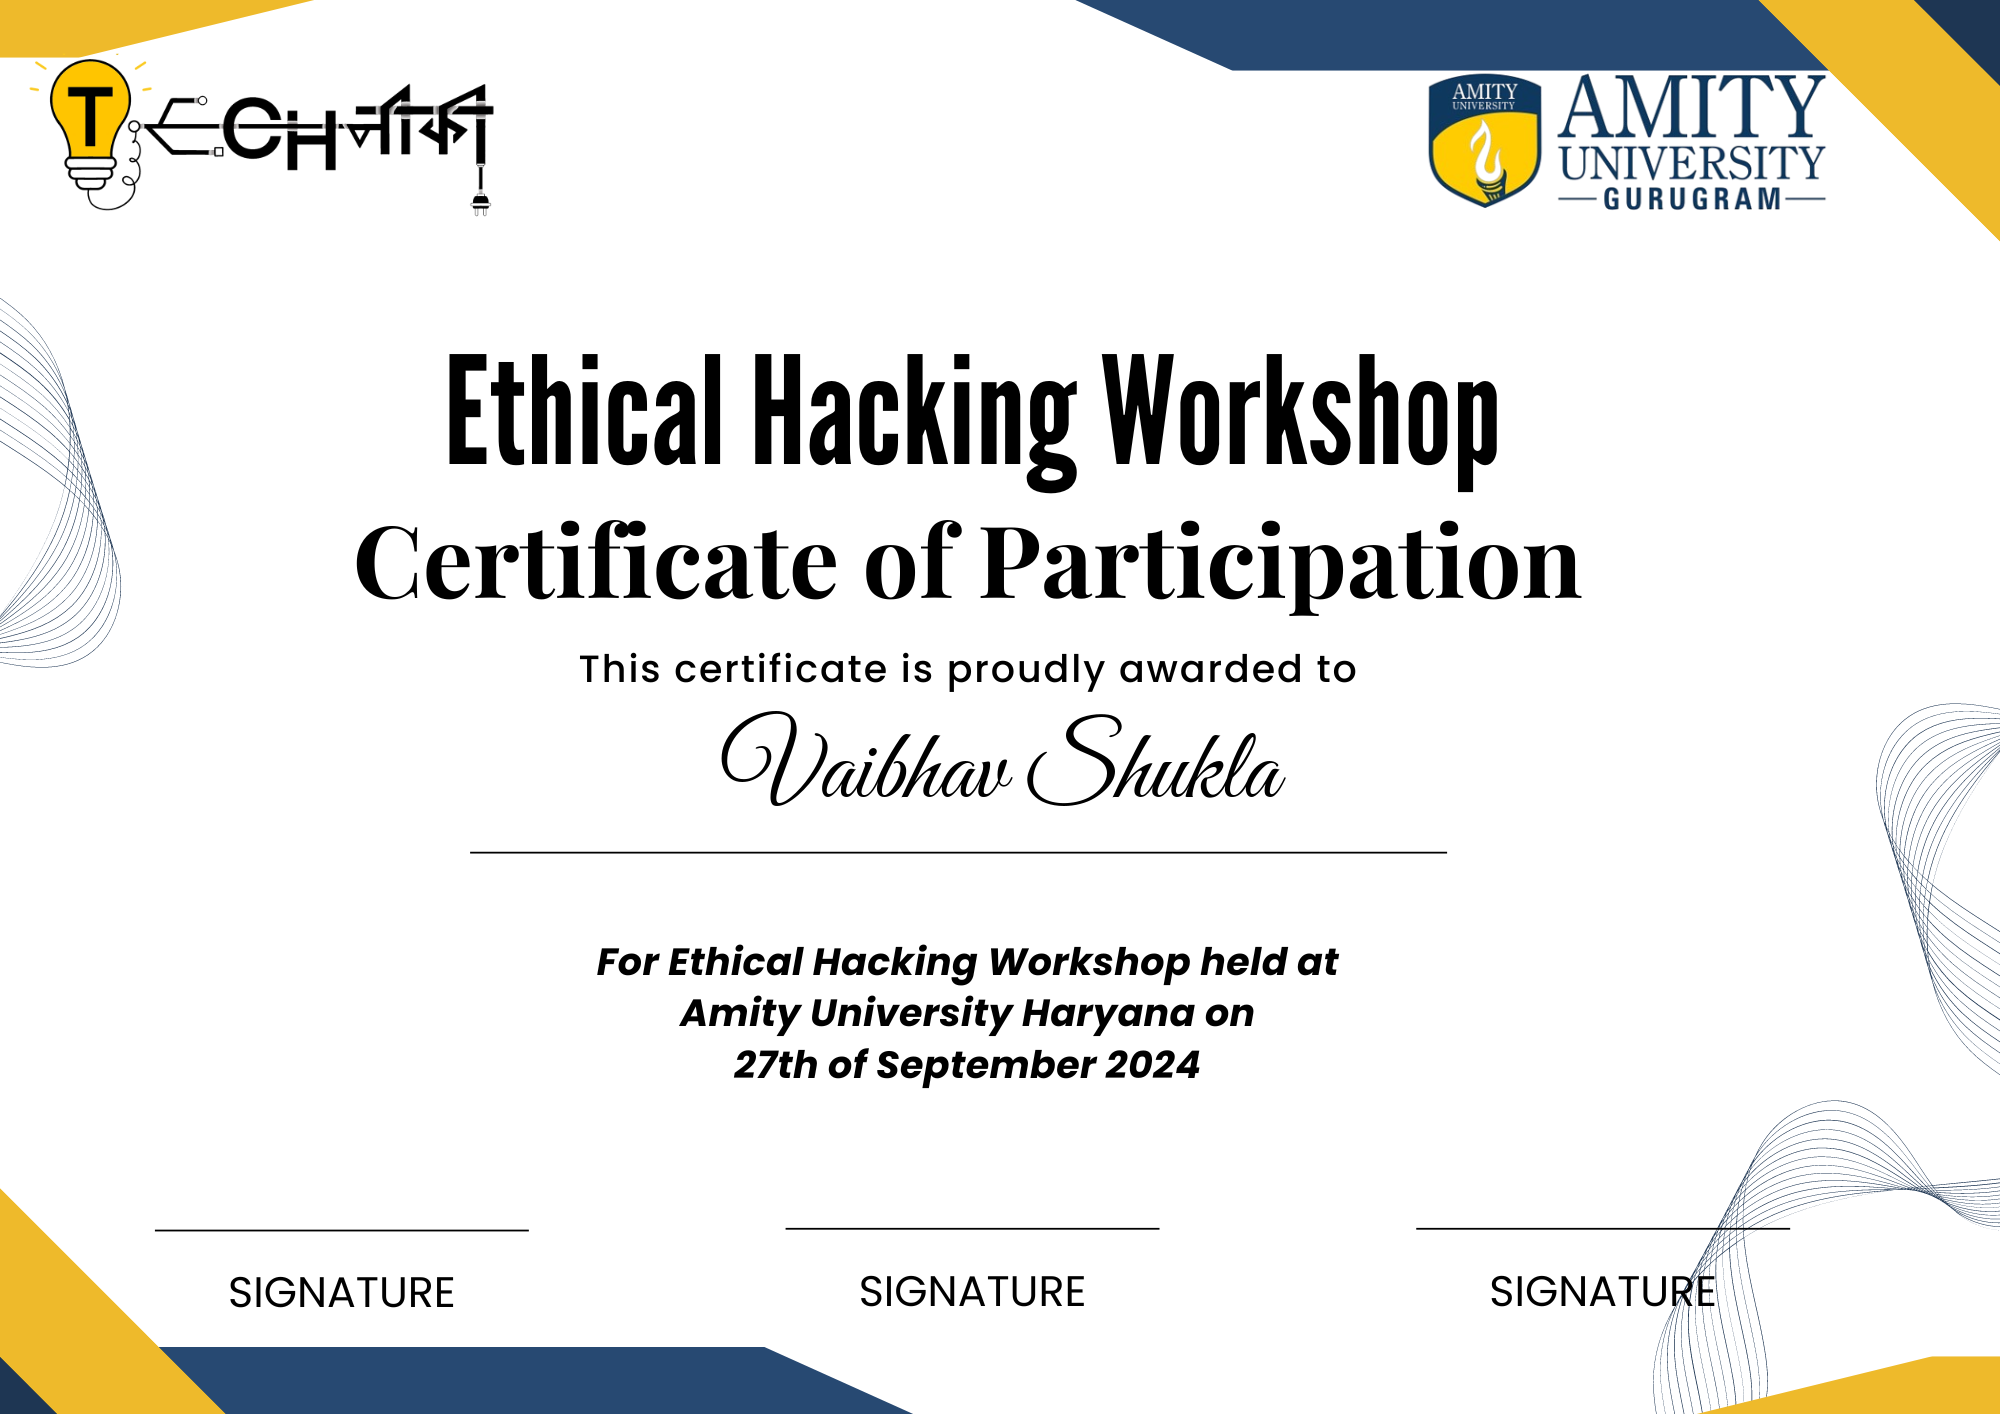 TECHनौकी
AMITY
UNIVERSITY
AMITY
UNIVERSITY
GURUGRAM
Ethical Hacking Workshop
Certificate of Participation
This certificate is proudly awarded to
Vaibhav Shukla
For Ethical Hacking Workshop held at
Amity University Haryana on
27th of September 2024
SIGNATURE
SIGNATURE
SIGNATURE